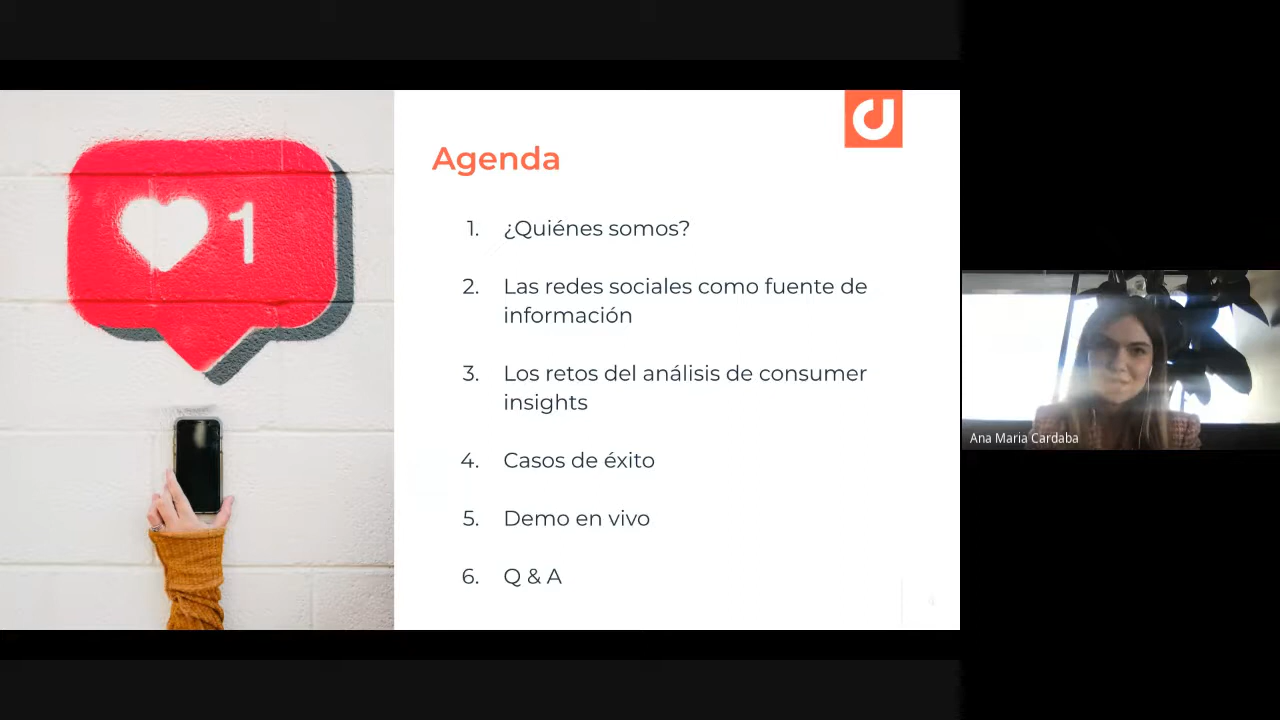 1
Agenda
1. ¿Quiénes somos?
2. Las redes sociales como fuente de
información
3. Los retos del análisis de consumer
insights
4. Casos de éxito
5. Demo en vivo
6. Q & A
Ana Maria Cardaba